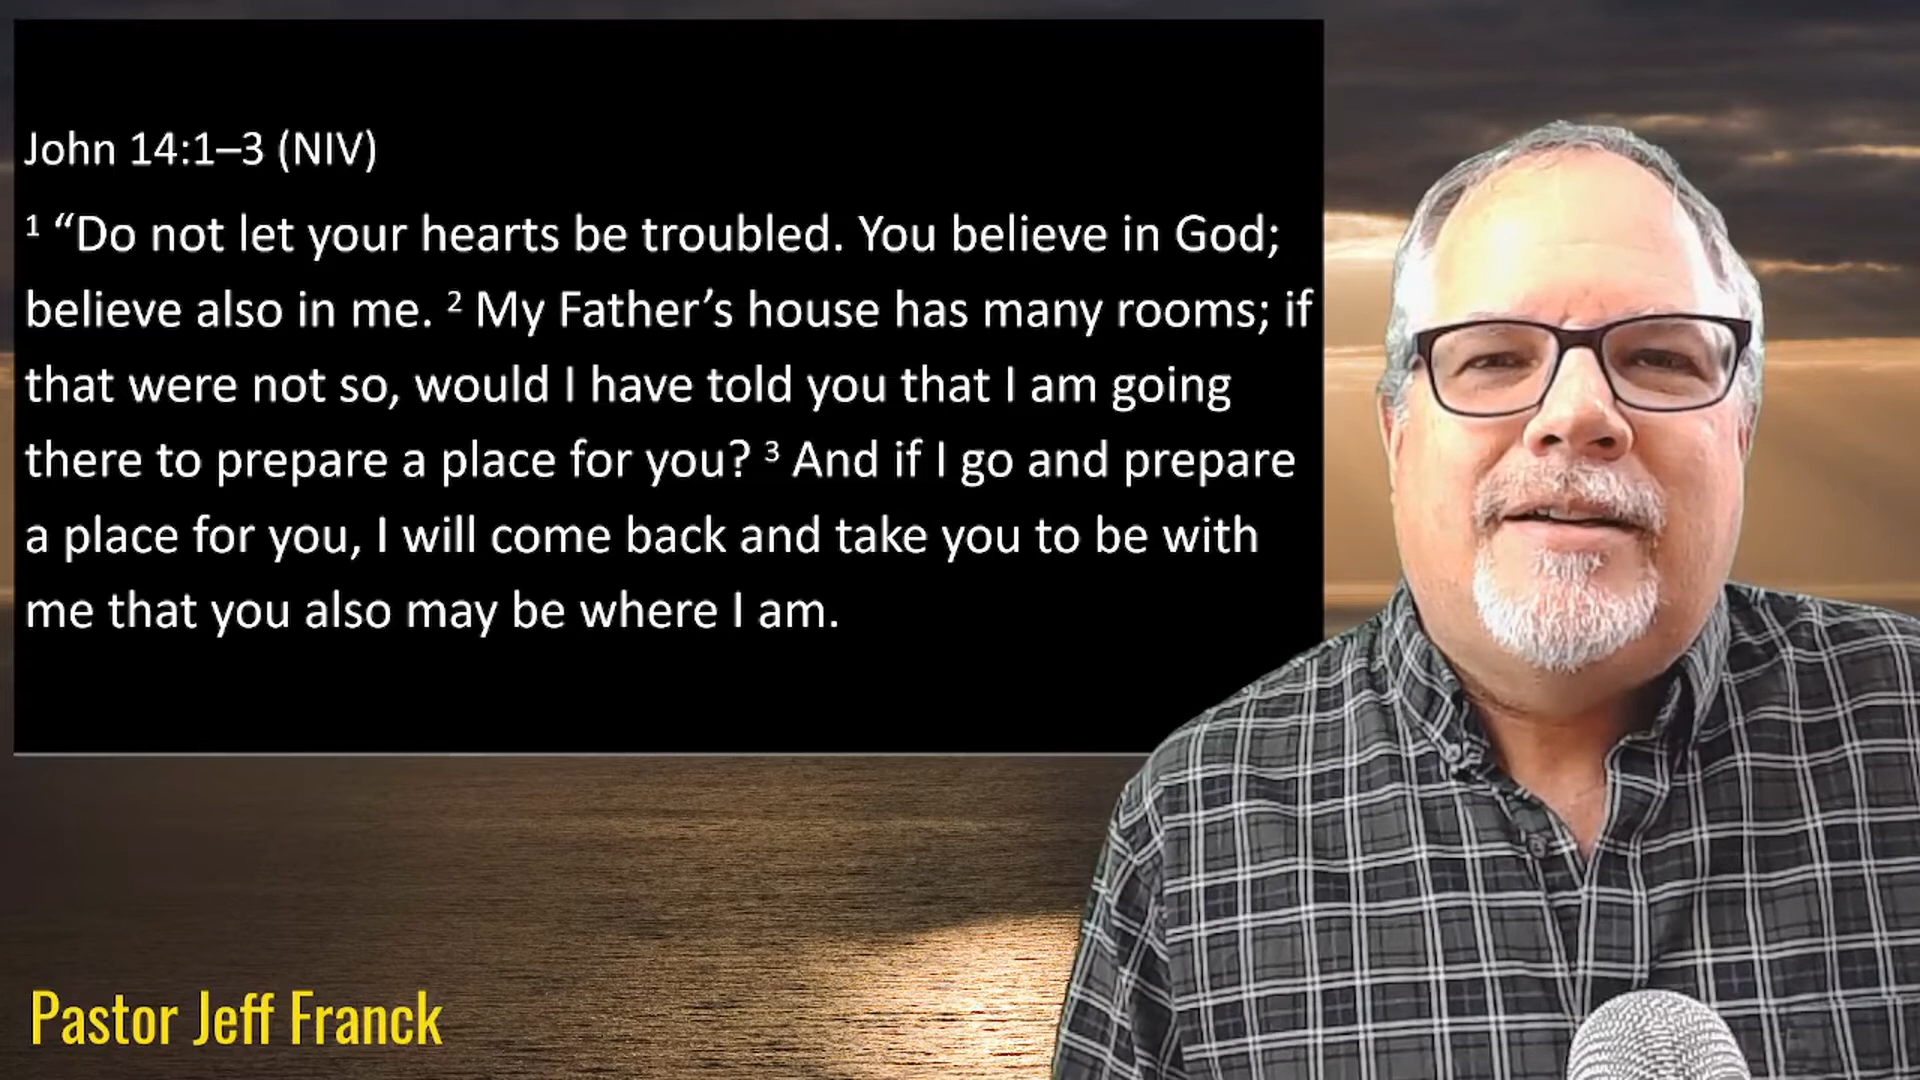 John 14:1–3 (NIV)
1 “Do not let your hearts be troubled. You believe in God;
believe also in me. 2 My Father’s house has many rooms; if
that were not so, would I have told you that I am going
there to prepare a place for you? 3 And if I go and prepare
a place for you, I will come back and take you to be with
me that you also may be where I am.
Pastor Jeff Franck